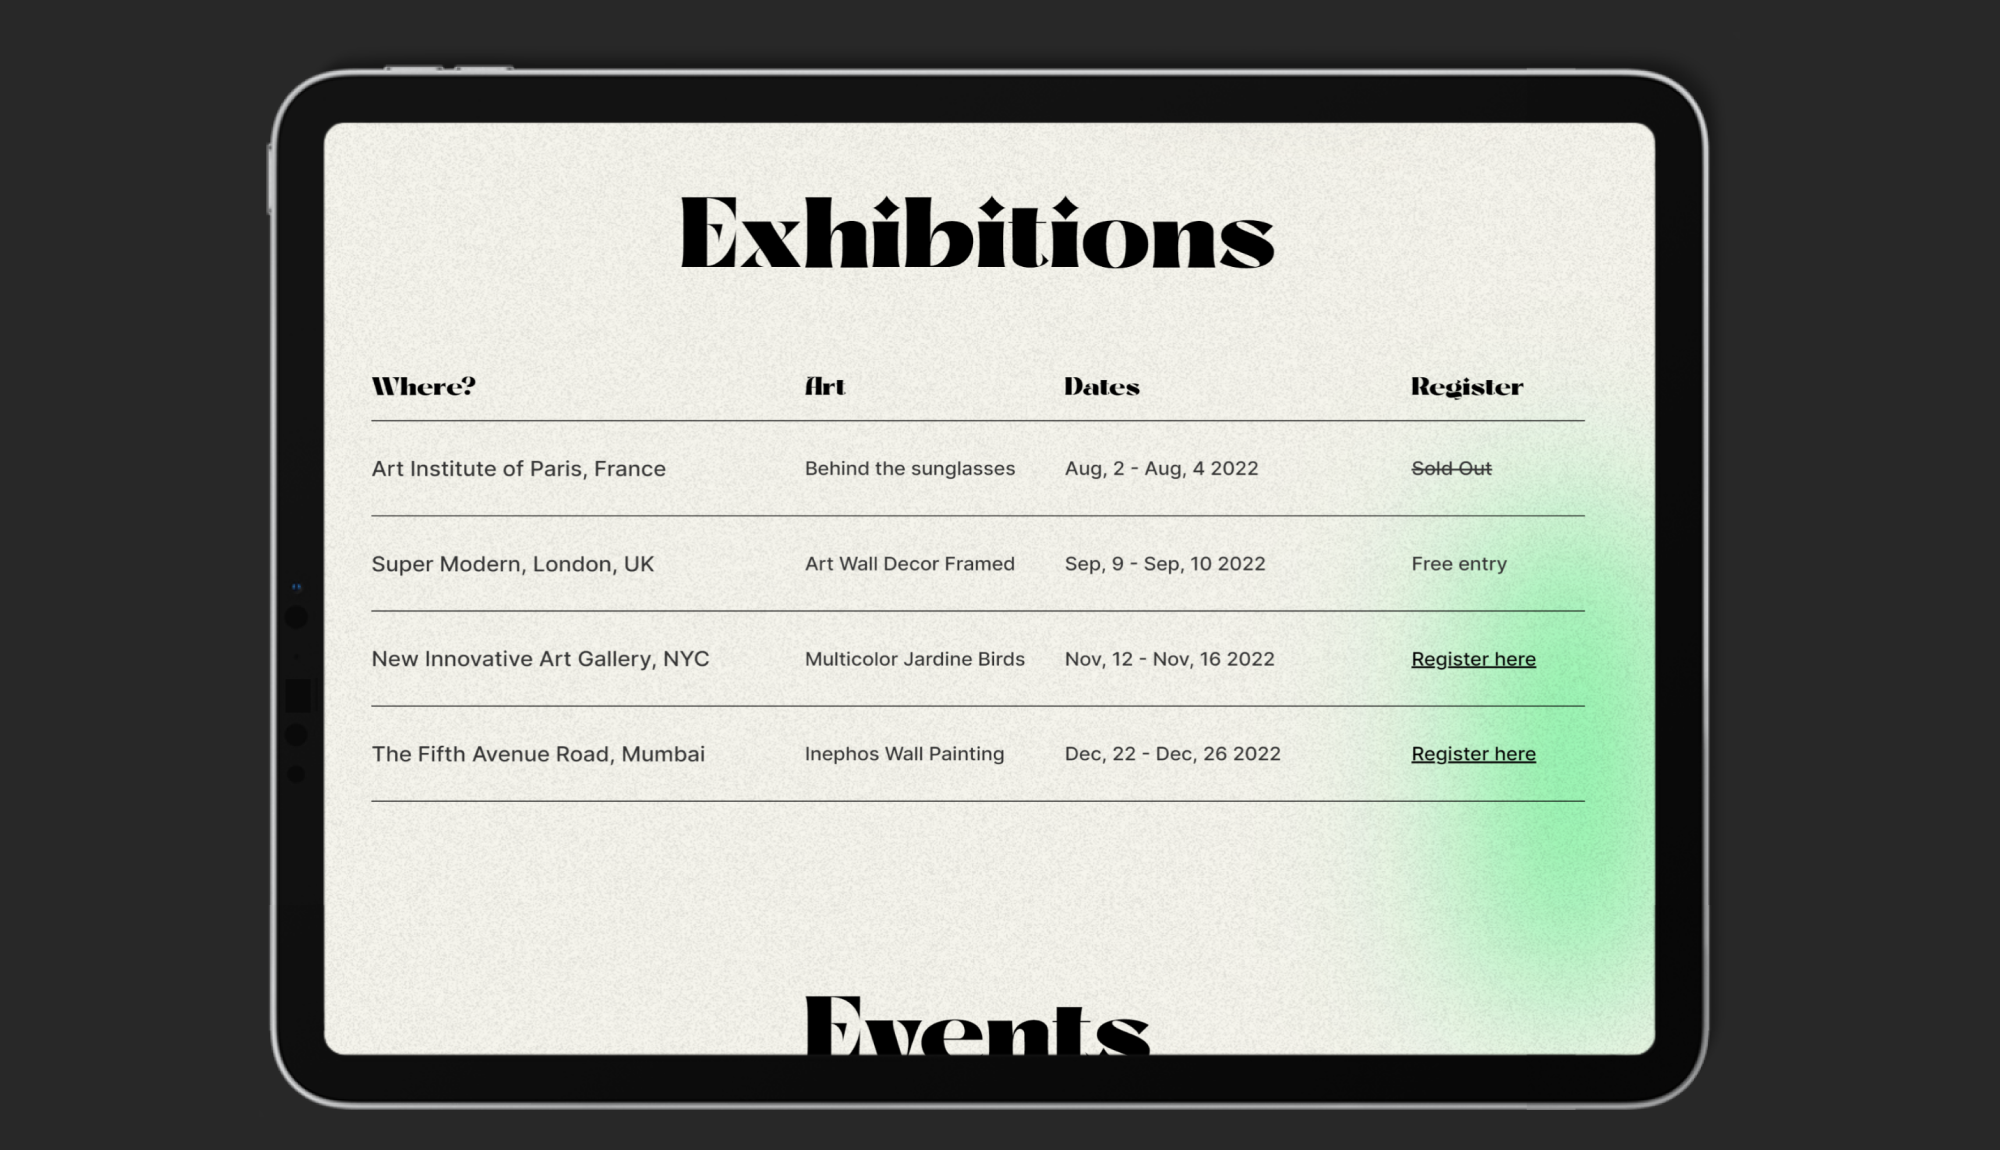 Exhibitions
Where? Art Dates Register
Art Institute of Paris, France Behind the sunglasses Aug, 2 - Aug, 4 2022 Sold Out
Super Modern, London, UK Art Wall Decor Framed Sep, 9 - Sep, 10 2022 Free entry
New Innovative Art Gallery, NYC Multicolor Jardine Birds Nov, 12 - Nov, 16 2022 Register here
The Fifth Avenue Road, Mumbai Inephos Wall Painting Dec, 22 - Dec, 26 2022 Register here
Events